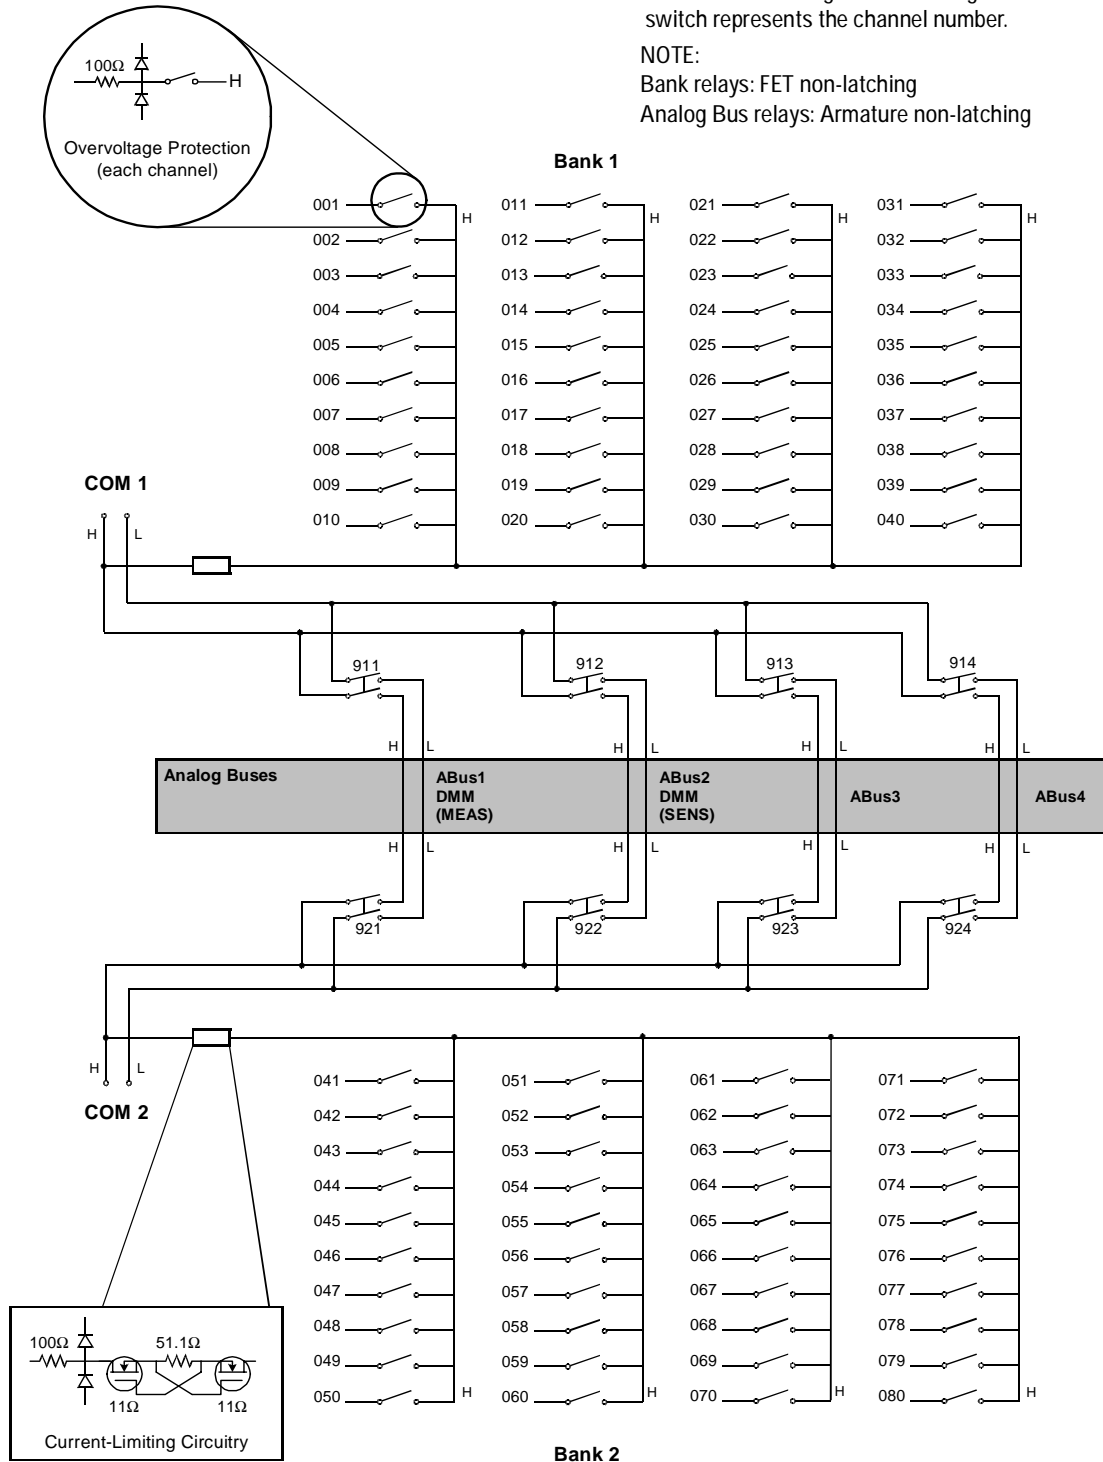 switch represents the channel number.
NOTE:
Bank relays: FET non-latching
Analog Bus relays: Armature non-latching
100Ω
H
Overvoltage Protection
(each channel)
Bank 1
001 011 021 031
H H H H
002 012 022 032
003 013 023 033
004 014 024 034
005 015 025 035
006 016 026 036
007 017 027 037
008 018 028 038
009 019 029 039
010 020 030 040
COM 1
H L
911 912 913 914
H L H L H L H L
Analog Buses
ABus1
DMM
(MEAS)
ABus2
DMM
(SENS)
ABus3
ABus4
H L H L H L H L
921 922 923 924
H L
COM 2
041 051 061 071
042 052 062 072
043 053 063 073
044 054 064 074
045 055 065 075
046 056 066 076
047 057 067 077
048 058 068 078
049 059 069 079
050 060 070 080
H H H H
100Ω 51.1Ω
11Ω 11Ω
Current-Limiting Circuitry
Bank 2